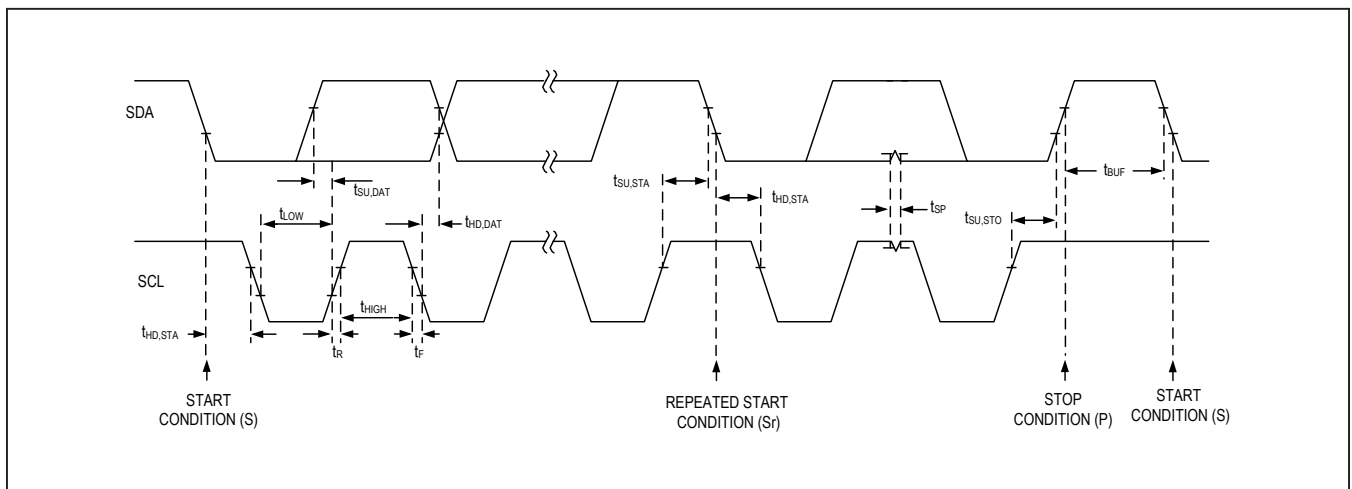 SDA
tSU,DAT
tLOW
tHD,DAT
tSU,STA
tHD,STA
tSP
tBUF
tSU,STO
SCL
tHD,STA
tR
tHIGH
tF
START
CONDITION (S)
REPEATED START
CONDITION (Sr)
STOP
CONDITION (P)
START
CONDITION (S)